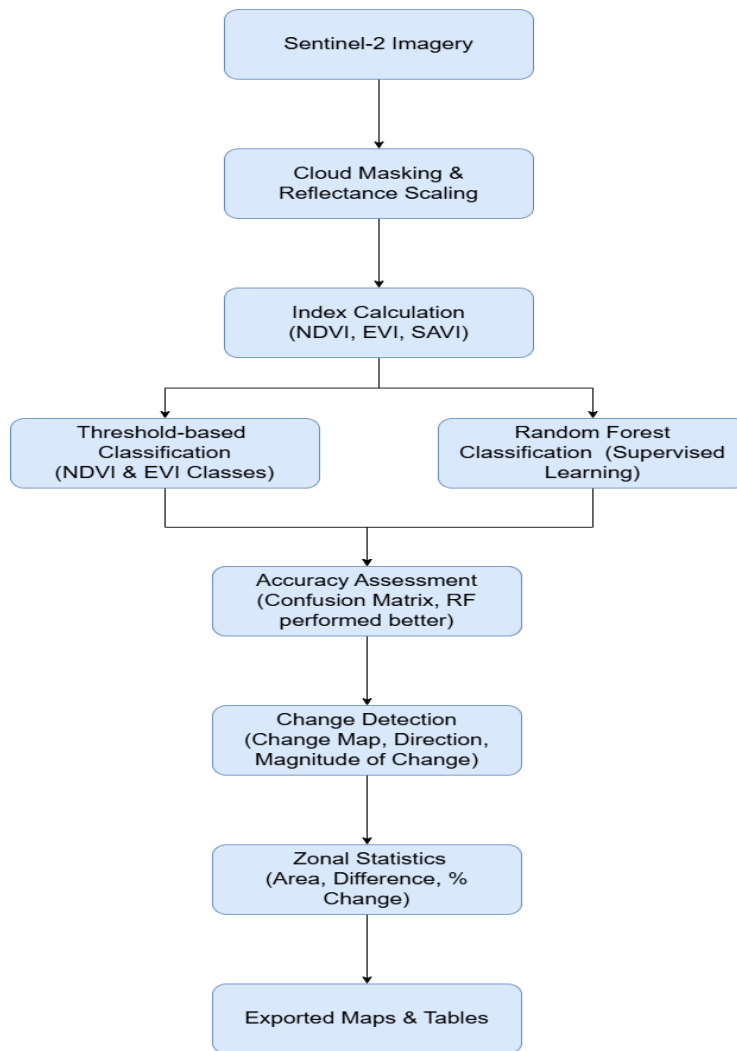 Sentinel-2 Imagery
Cloud Masking &
Reflectance Scaling
Index Calculation
(NDVI, EVI, SAVI)
Threshold-based
Classification
(NDVI & EVI Classes)
Random Forest
Classification (Supervised
Learning)
Accuracy Assessment
(Confusion Matrix, RF
performed better)
Change Detection
(Change Map, Direction,
Magnitude of Change)
Zonal Statistics
(Area, Difference, %
Change)
Exported Maps & Tables